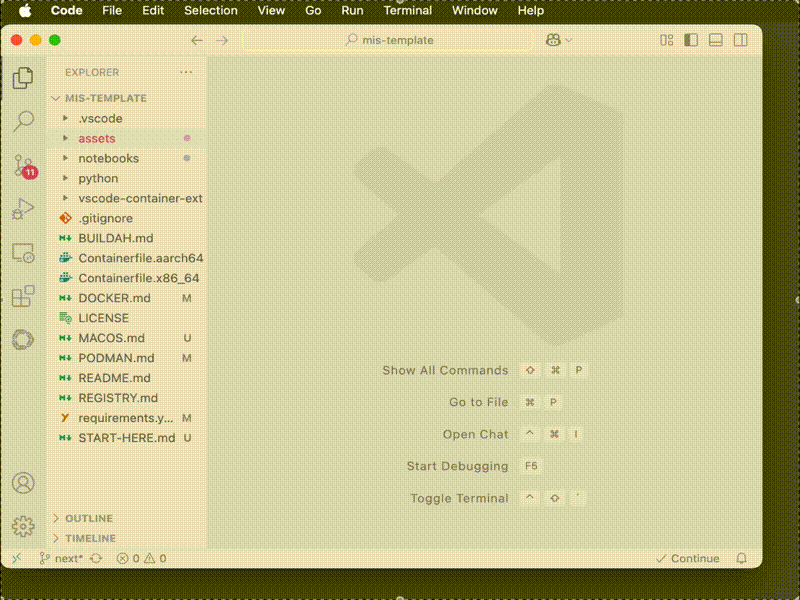 Code File Edit Selection View Go Run Terminal Window Help
mis-template
EXPLORER
MIS-TEMPLATE
.vscode
assets
notebooks
11
python
vscode-container-ext
.gitignore
BUILDAH.md
Containerfile.aarch64
Containerfile.x86_64
DOCKER.md M
LICENSE
MACOS.md U
PODMAN.md M
README.md
REGISTRY.md
requirements.y... M
START-HERE.md U
Show All Commands ⇧ ⌘ P
Go to File ⌘ P
Open Chat ^ ⌘ I
Start Debugging F5
Toggle Terminal ^ ⇧ `
OUTLINE
TIMELINE
next* 0 0 Continue